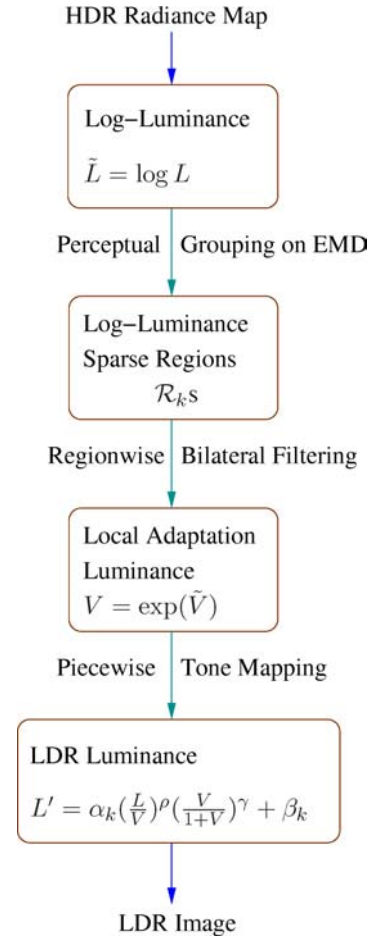 HDR Radiance Map
Log−Luminance
L̃ = log L
Perceptual Grouping on EMD
Log−Luminance
Sparse Regions
ℛₖs
Regionwise Bilateral Filtering
Local Adaptation
Luminance
V = exp(Ṽ)
Piecewise Tone Mapping
LDR Luminance
L′ = αₖ(L/V)^ρ(V/1+V)^γ + βₖ
LDR Image